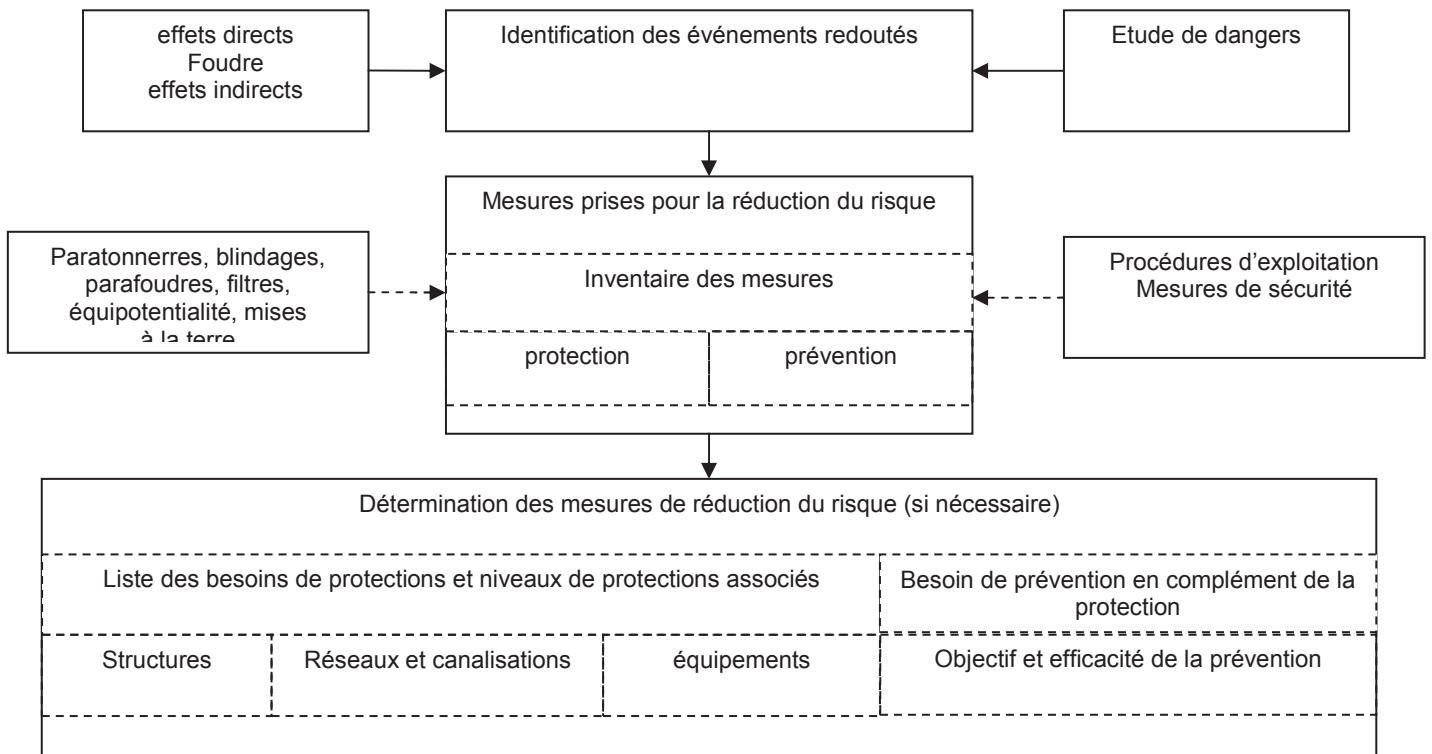 effets directs
Foudre
effets indirects
Identification des événements redoutés
Etude de dangers
Mesures prises pour la réduction du risque
Paratonnerres, blindages,
parafoudres, filtres,
équipotentialité, mises
à la terre
Inventaire des mesures
protection
prévention
Procédures d’exploitation
Mesures de sécurité
Détermination des mesures de réduction du risque (si nécessaire)
Liste des besoins de protections et niveaux de protections associés
Besoin de prévention en complément de la
protection
Structures
Réseaux et canalisations
équipements
Objectif et efficacité de la prévention